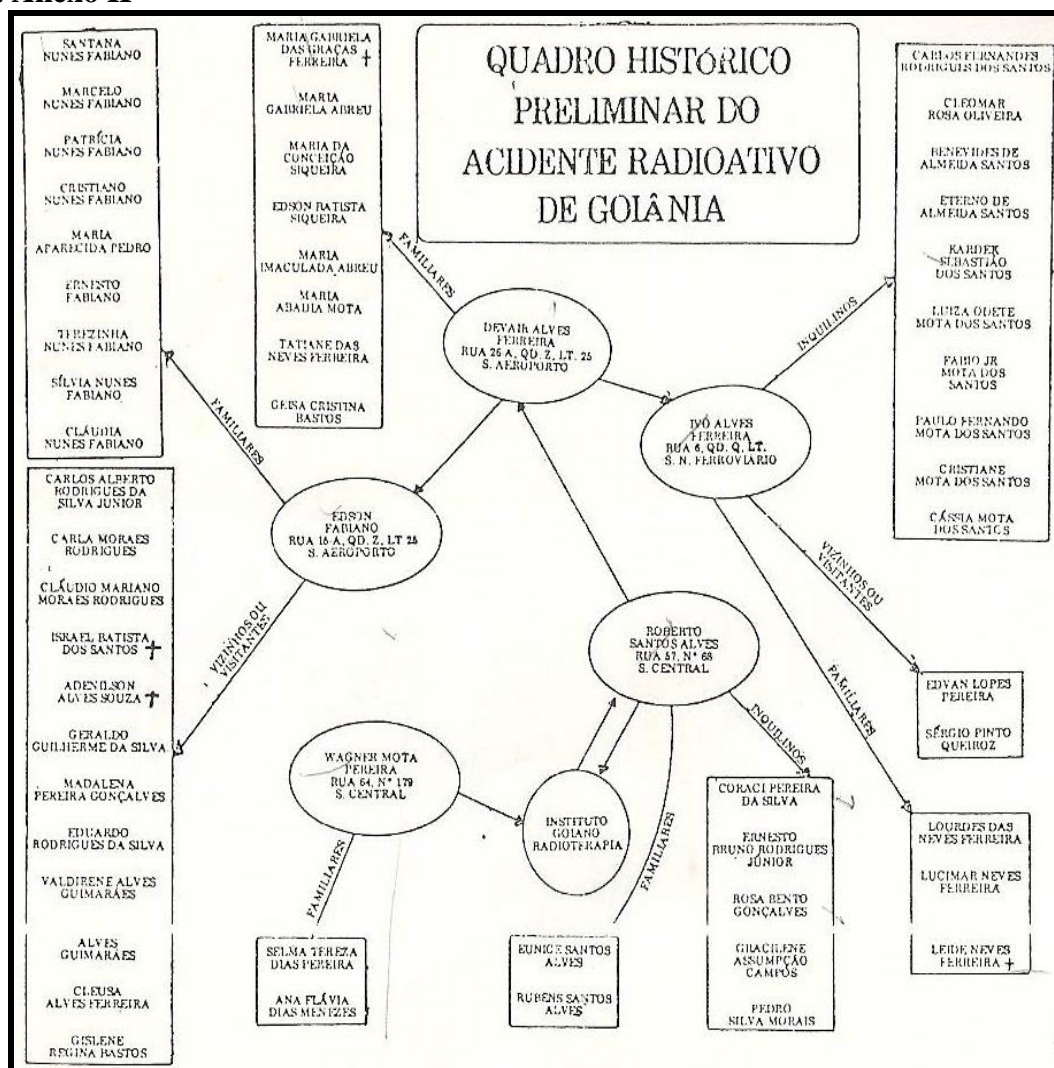 Anexo II
QUADRO HISTÓRICO
PRELIMINAR DO
ACIDENTE RADIOATIVO
DE GOIÂNIA
SANTANA
NUNES FABIANO
MARCELO
NUNES FABIANO
PATRÍCIA
NUNES FABIANO
CRISTIANO
NUNES FABIANO
MARIA
APARECIDA PEDRO
ERNESTO
FABIANO
TEREZINHA
NUNES FABIANO
SÍLVIA NUNES
FABIANO
CLÁUDIA
NUNES FABIANO
MARIA GABRIELA
DAS GRAÇAS
FERREIRA †
MARIA
GABRIELA ABREU
MARIA DA
CONCEIÇÃO
SIQUEIRA
EDSON BATISTA
SIQUEIRA
MARIA
IMACULADA ABREU
MARIA
ABADIA MOTA
TATIANE DAS
NEVES FERREIRA
GEISA CRISTINA
BASTOS
CARLOS FERNANDES
RODRIGUES DOS SANTOS
CLEOMAR
ROSA OLIVEIRA
BENEVIDES DE
ALMEIDA SANTOS
ETERNO DE
ALMEIDA SANTOS
KARDEK
SEBASTIÃO
DOS SANTOS
LUIZA ODETE
MOTA DOS SANTOS
FABIO JR
MOTA DOS
SANTOS
PAULO FERNANDO
MOTA DOS SANTOS
CRISTIANE
MOTA DOS SANTOS
CÁSSIA MOTA
DOS SANTOS
FAMILIARES
INQUILINOS
DEVAIR ALVES
FERREIRA
RUA 26-A, QD. Z, LT. 25
S. AEROPORTO
IVO ALVES
FERREIRA
RUA 6, QD. Q, LT.
S. N. FERROVIÁRIO
FAMILIARES
EDSON
FABIANO
RUA 15-A, QD. Z, LT 25
S. AEROPORTO
VIZINHOS OU
VISITANTES
VIZINHOS OU
VISITANTES
FAMILIARES
CARLOS ALBERTO
RODRIGUES DA
SILVA JUNIOR
CARLA MORAES
RODRIGUES
CLÁUDIO MARIANO
MORAES RODRIGUES
ISRAEL BATISTA
DOS SANTOS †
ADENILSON
ALVES SOUZA †
GERALDO
GUILHERME DA SILVA
MADALENA
PEREIRA GONÇALVES
EDUARDO
RODRIGUES DA SILVA
VALDIRENE ALVES
GUIMARÃES
ALVES
GUIMARÃES
CLEUSA
ALVES FERREIRA
GISLENE
REGINA BASTOS
ROBERTO
SANTOS ALVES
RUA 57, Nº 68
S. CENTRAL
INQUILINOS
WAGNER MOTA
PEREIRA
RUA 64, Nº 179
S. CENTRAL
INSTITUTO
GOIANO
RADIOTERAPIA
FAMILIARES
FAMILIARES
SELMA TEREZA
DIAS PEREIRA
ANA FLÁVIA
DIAS MENEZES
EUNICE SANTOS
ALVES
RUBENS SANTOS
ALVES
CORACI PEREIRA
DA SILVA
ERNESTO
BRUNO RODRIGUES
JÚNIOR
ROSA BENTO
GONÇALVES
GRACILENE
ASSUMPÇÃO
CAMPOS
PEDRO
SILVA MORAIS
EDVAN LOPES
PEREIRA
SÉRGIO PINTO
QUEIROZ
LOURDES DAS
NEVES FERREIRA
LUCIMAR NEVES
FERREIRA
LEIDE NEVES
FERREIRA †